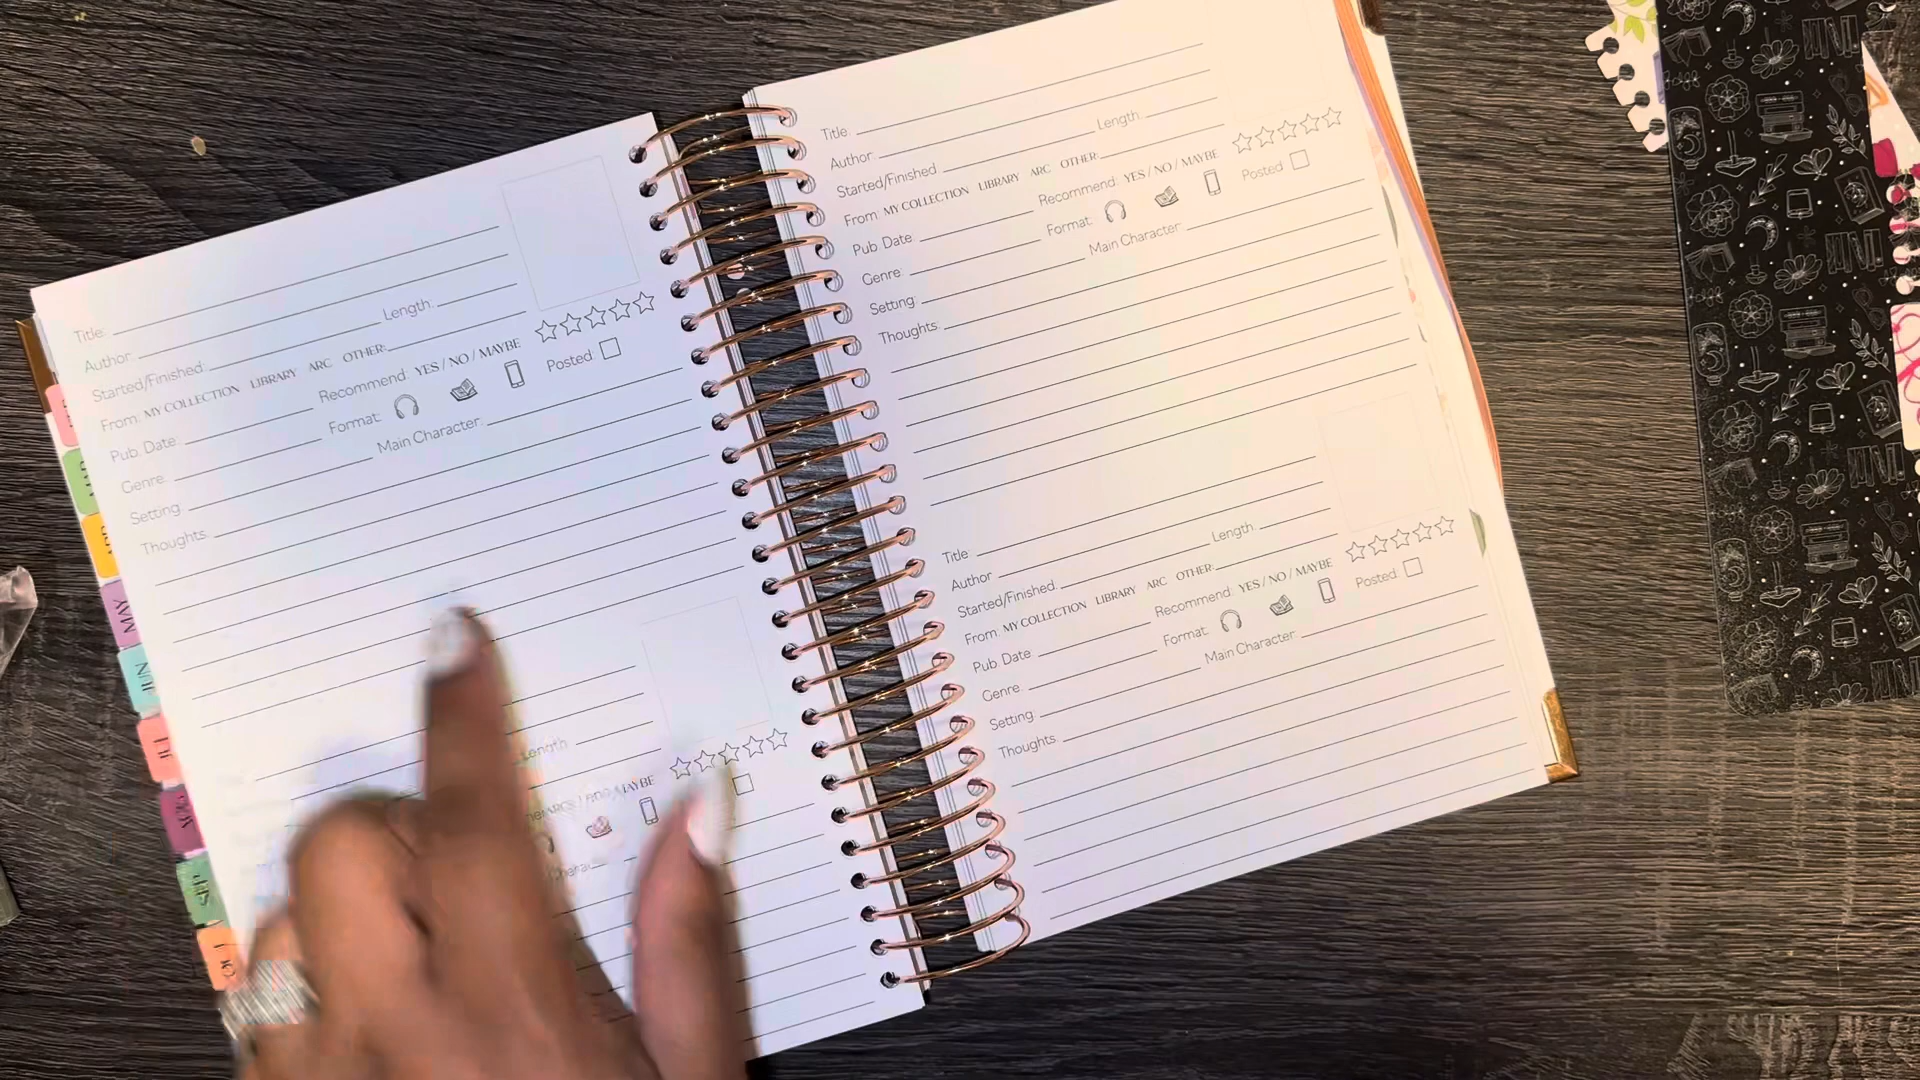 Title:
Author: Length:
Started/Finished:
From: MY COLLECTION LIBRARY ARC OTHER:
Pub. Date: Recommend: YES / NO / MAYBE
Genre: Format: Posted:
Setting: Main Character:
Thoughts:
Length:
MAYBE
Title:
Author: Length:
Started/Finished
From: MY COLLECTION LIBRARY ARC OTHER:
Pub. Date: Recommend: YES / NO / MAYBE
Genre: Format: Posted
Setting: Main Character:
Thoughts:
Title:
Author Length:
Started/Finished:
From: MY COLLECTION LIBRARY ARC OTHER:
Pub. Date: Recommend: YES / NO / MAYBE
Genre: Format: Posted:
Setting: Main Character:
Thoughts:
MAY
JUN
SEP